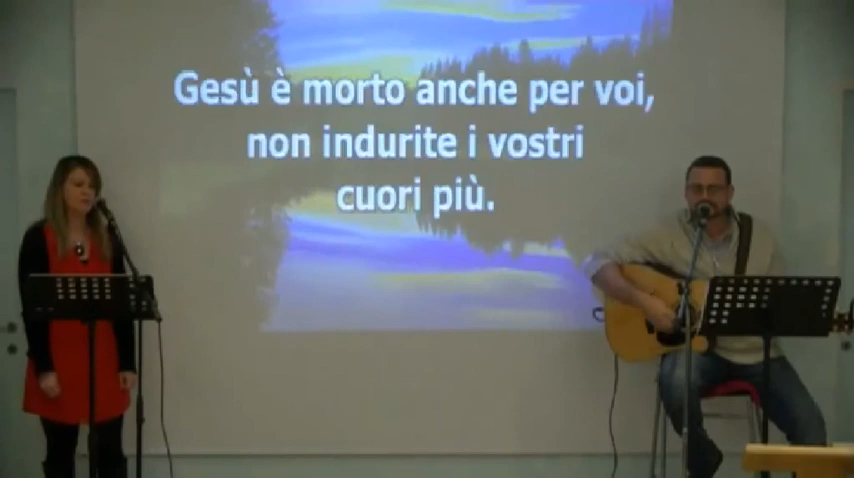 Gesù è morto anche per voi,
non indurite i vostri
cuori più.